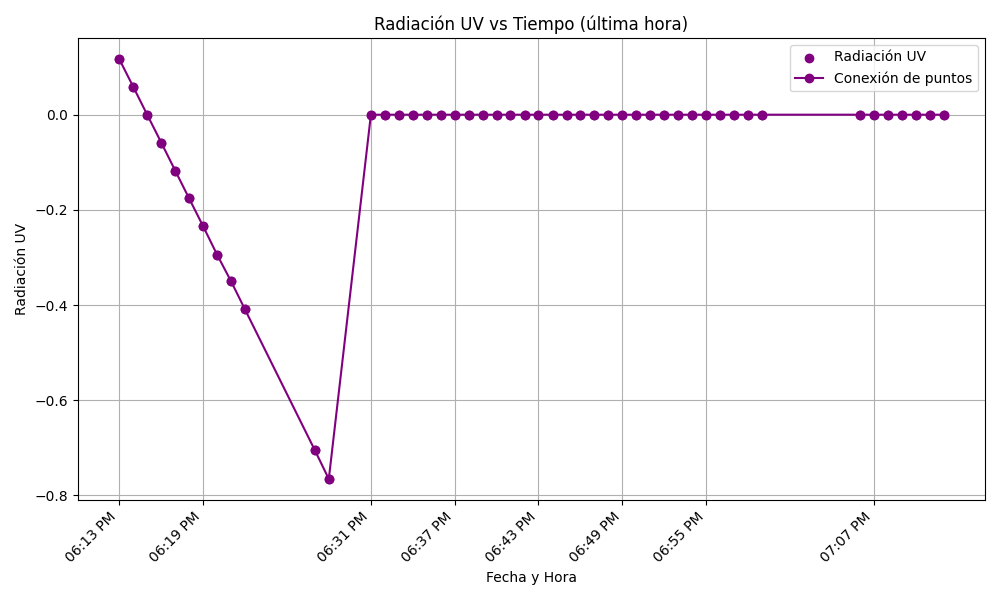 Radiación UV vs Tiempo (última hora)
Radiación UV
Conexión de puntos
Radiación UV
0.0
−0.2
−0.4
−0.6
−0.8
06:13 PM
06:19 PM
06:31 PM
06:37 PM
06:43 PM
06:49 PM
06:55 PM
07:07 PM
Fecha y Hora